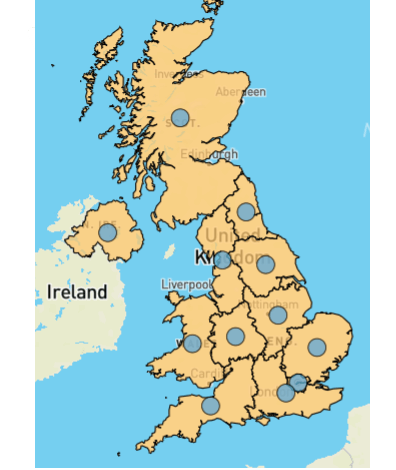 Inverness
Aberdeen
SCOT.
Edinburgh
N. IRE.
United
Kingdom
Liverpool
Ireland
Nottingham
WALES
ENG.
Cardiff
London